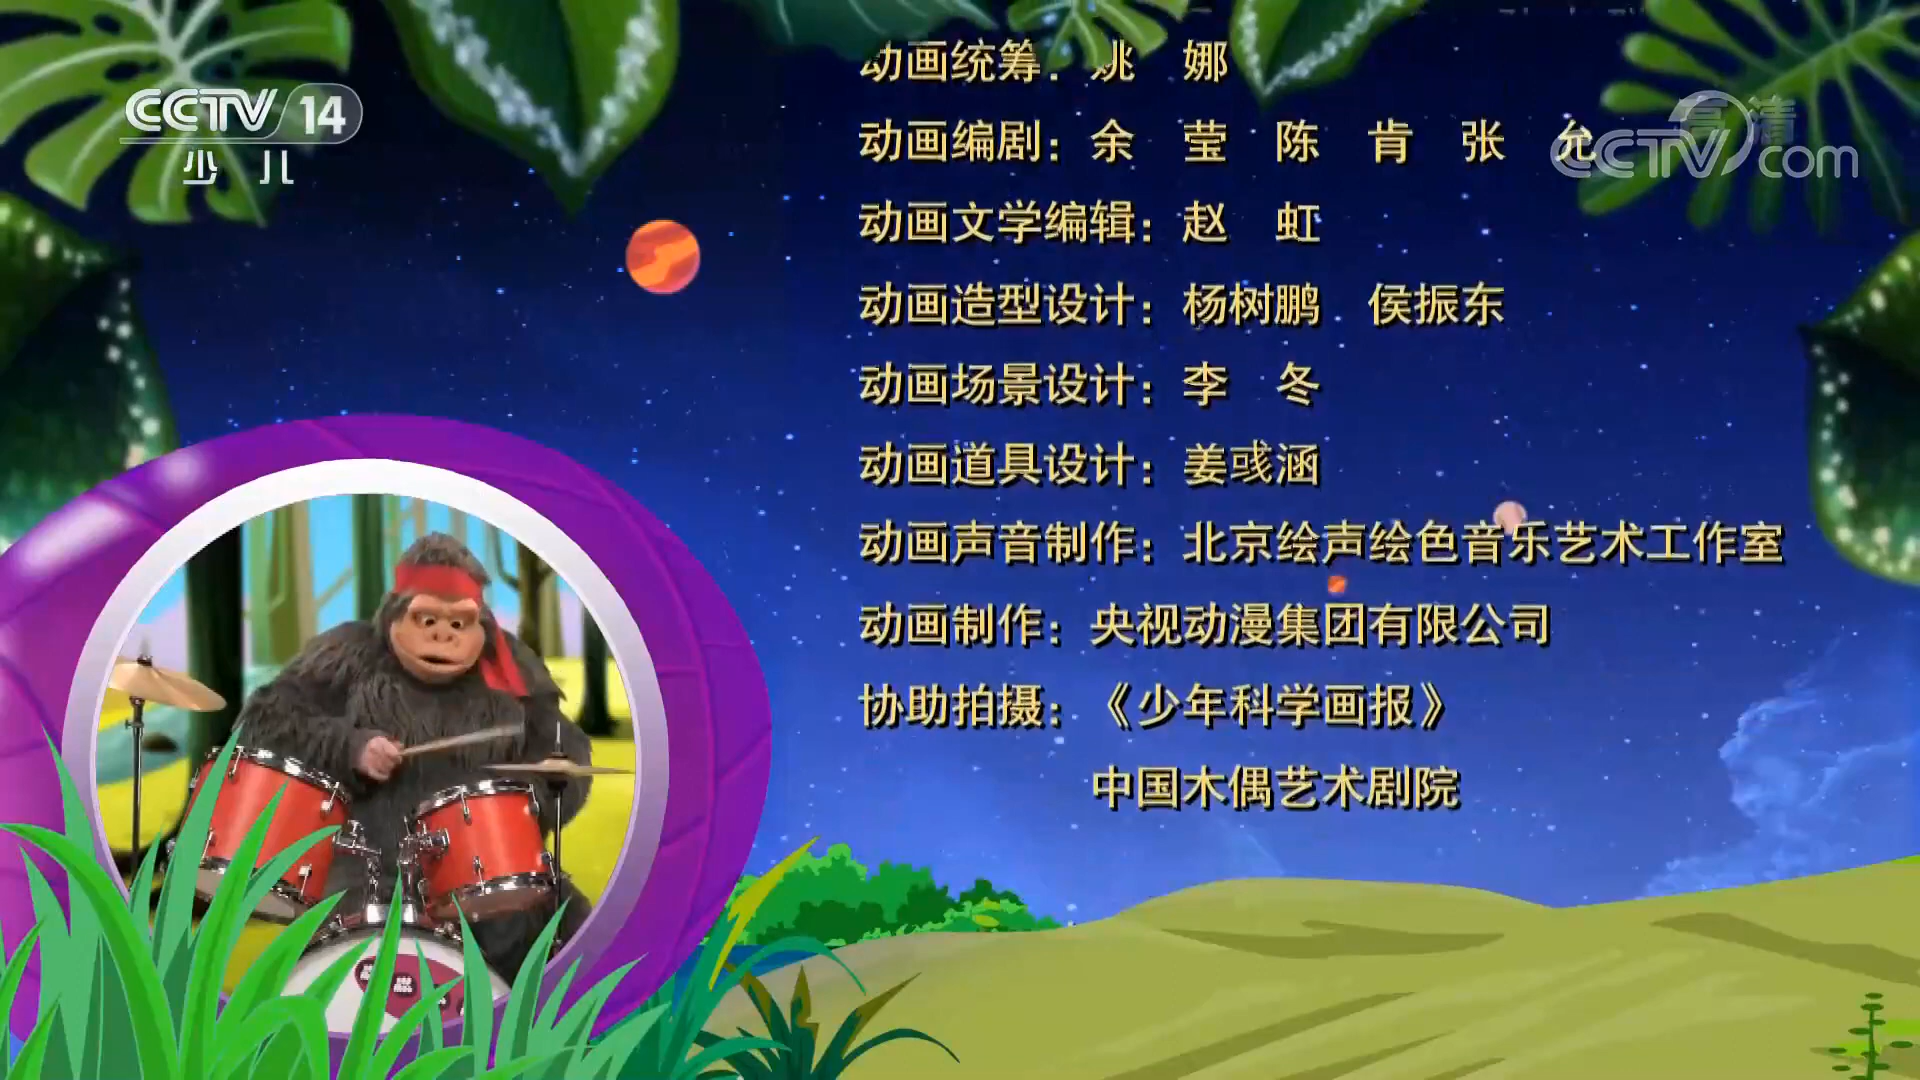 动画统筹：姚 娜
CCTV 14
少儿
高清
CCTV.com
动画编剧：余 莹 陈 肯 张 允
动画文学编辑：赵 虹
动画造型设计：杨树鹏 侯振东
动画场景设计：李 冬
动画道具设计：姜彧涵
动画声音制作：北京绘声绘色音乐艺术工作室
动画制作：央视动漫集团有限公司
协助拍摄：《少年科学画报》
中国木偶艺术剧院